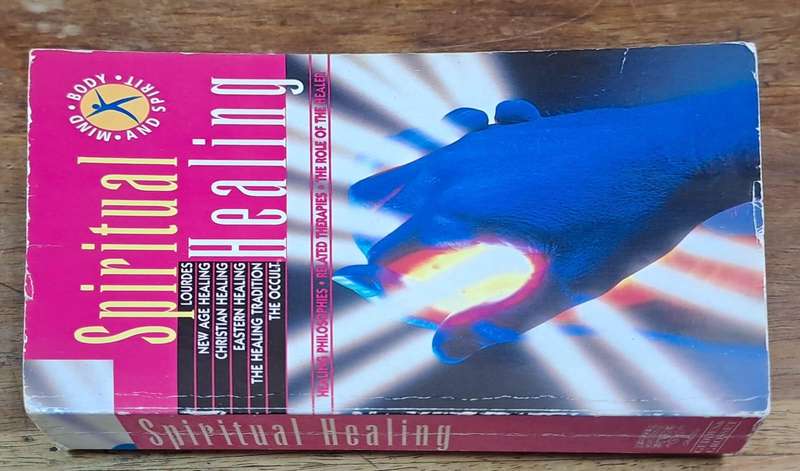 MIND • BODY • AND SPIRIT •
Spiritual
Healing
LOURDES
NEW AGE HEALING
CHRISTIAN HEALING
EASTERN HEALING
THE HEALING TRADITION
THE OCCULT
HEALING PHILOSOPHIES • RELATED THERAPIES • THE ROLE OF THE HEALER
Spiritual Healing